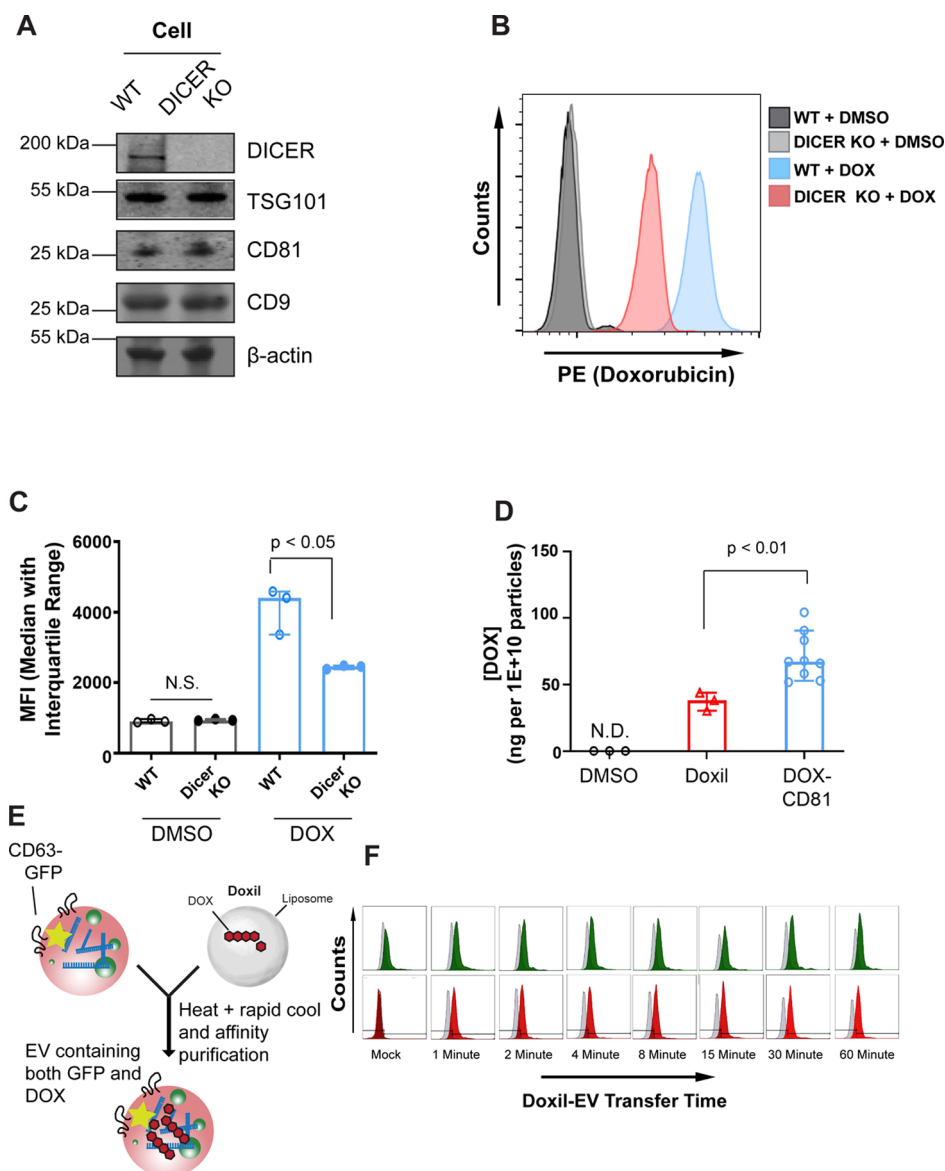 A
Cell
WT
DICER
KO
200 kDa
DICER
55 kDa
TSG101
25 kDa
CD81
25 kDa
CD9
55 kDa
β-actin
B
Counts
PE (Doxorubicin)
WT + DMSO
DICER KO + DMSO
WT + DOX
DICER KO + DOX
C
MFI (Median with
Interquartile Range)
6000
4000
2000
0
N.S.
p < 0.05
WT
Dicer
KO
WT
Dicer
KO
DMSO
DOX
D
[DOX]
(ng per 1E+10 particles)
150
100
50
0
p < 0.01
N.D.
DMSO
Doxil
DOX-
CD81
E
CD63-
GFP
Doxil
DOX
Liposome
Heat + rapid cool
and affinity
purification
EV containing
both GFP and
DOX
F
Counts
Mock
1 Minute
2 Minute
4 Minute
8 Minute
15 Minute
30 Minute
60 Minute
Doxil-EV Transfer Time